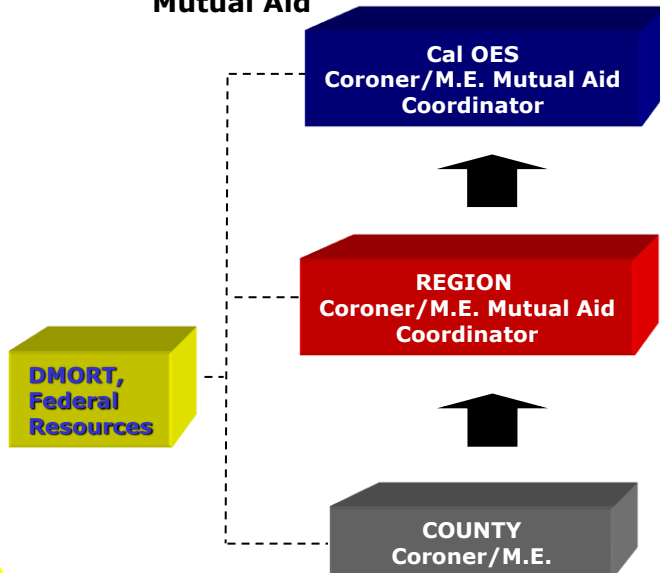 Mutual Aid
Cal OES
Coroner/M.E. Mutual Aid
Coordinator
REGION
Coroner/M.E. Mutual Aid
Coordinator
DMORT,
Federal
Resources
COUNTY
Coroner/M.E.